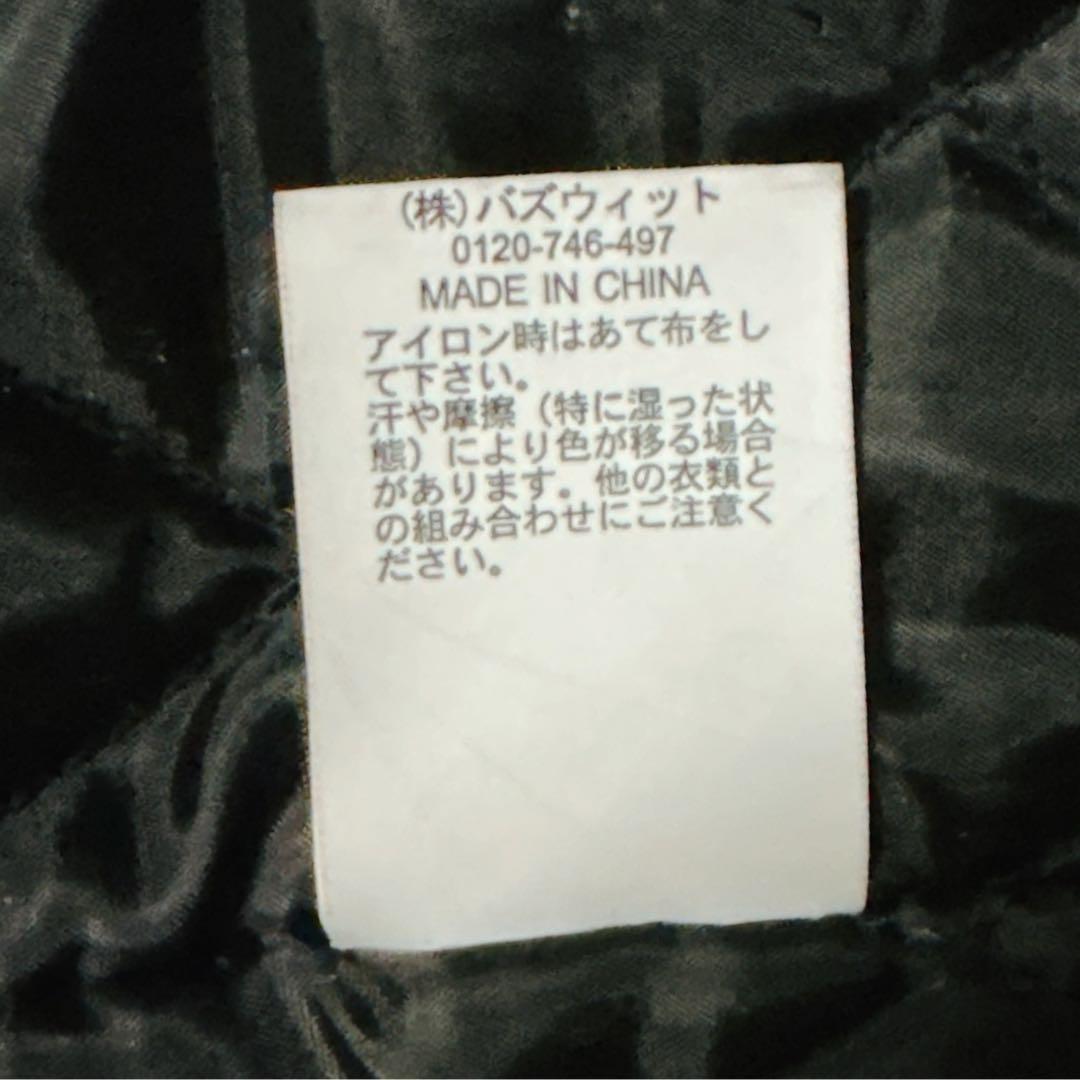 (株)バズウィット
0120-746-497
MADE IN CHINA
アイロン時はあて布をし
て下さい。
汗や摩擦（特に湿った状
態）により色が移る場合
があります。他の衣類と
の組み合わせにご注意く
ださい。